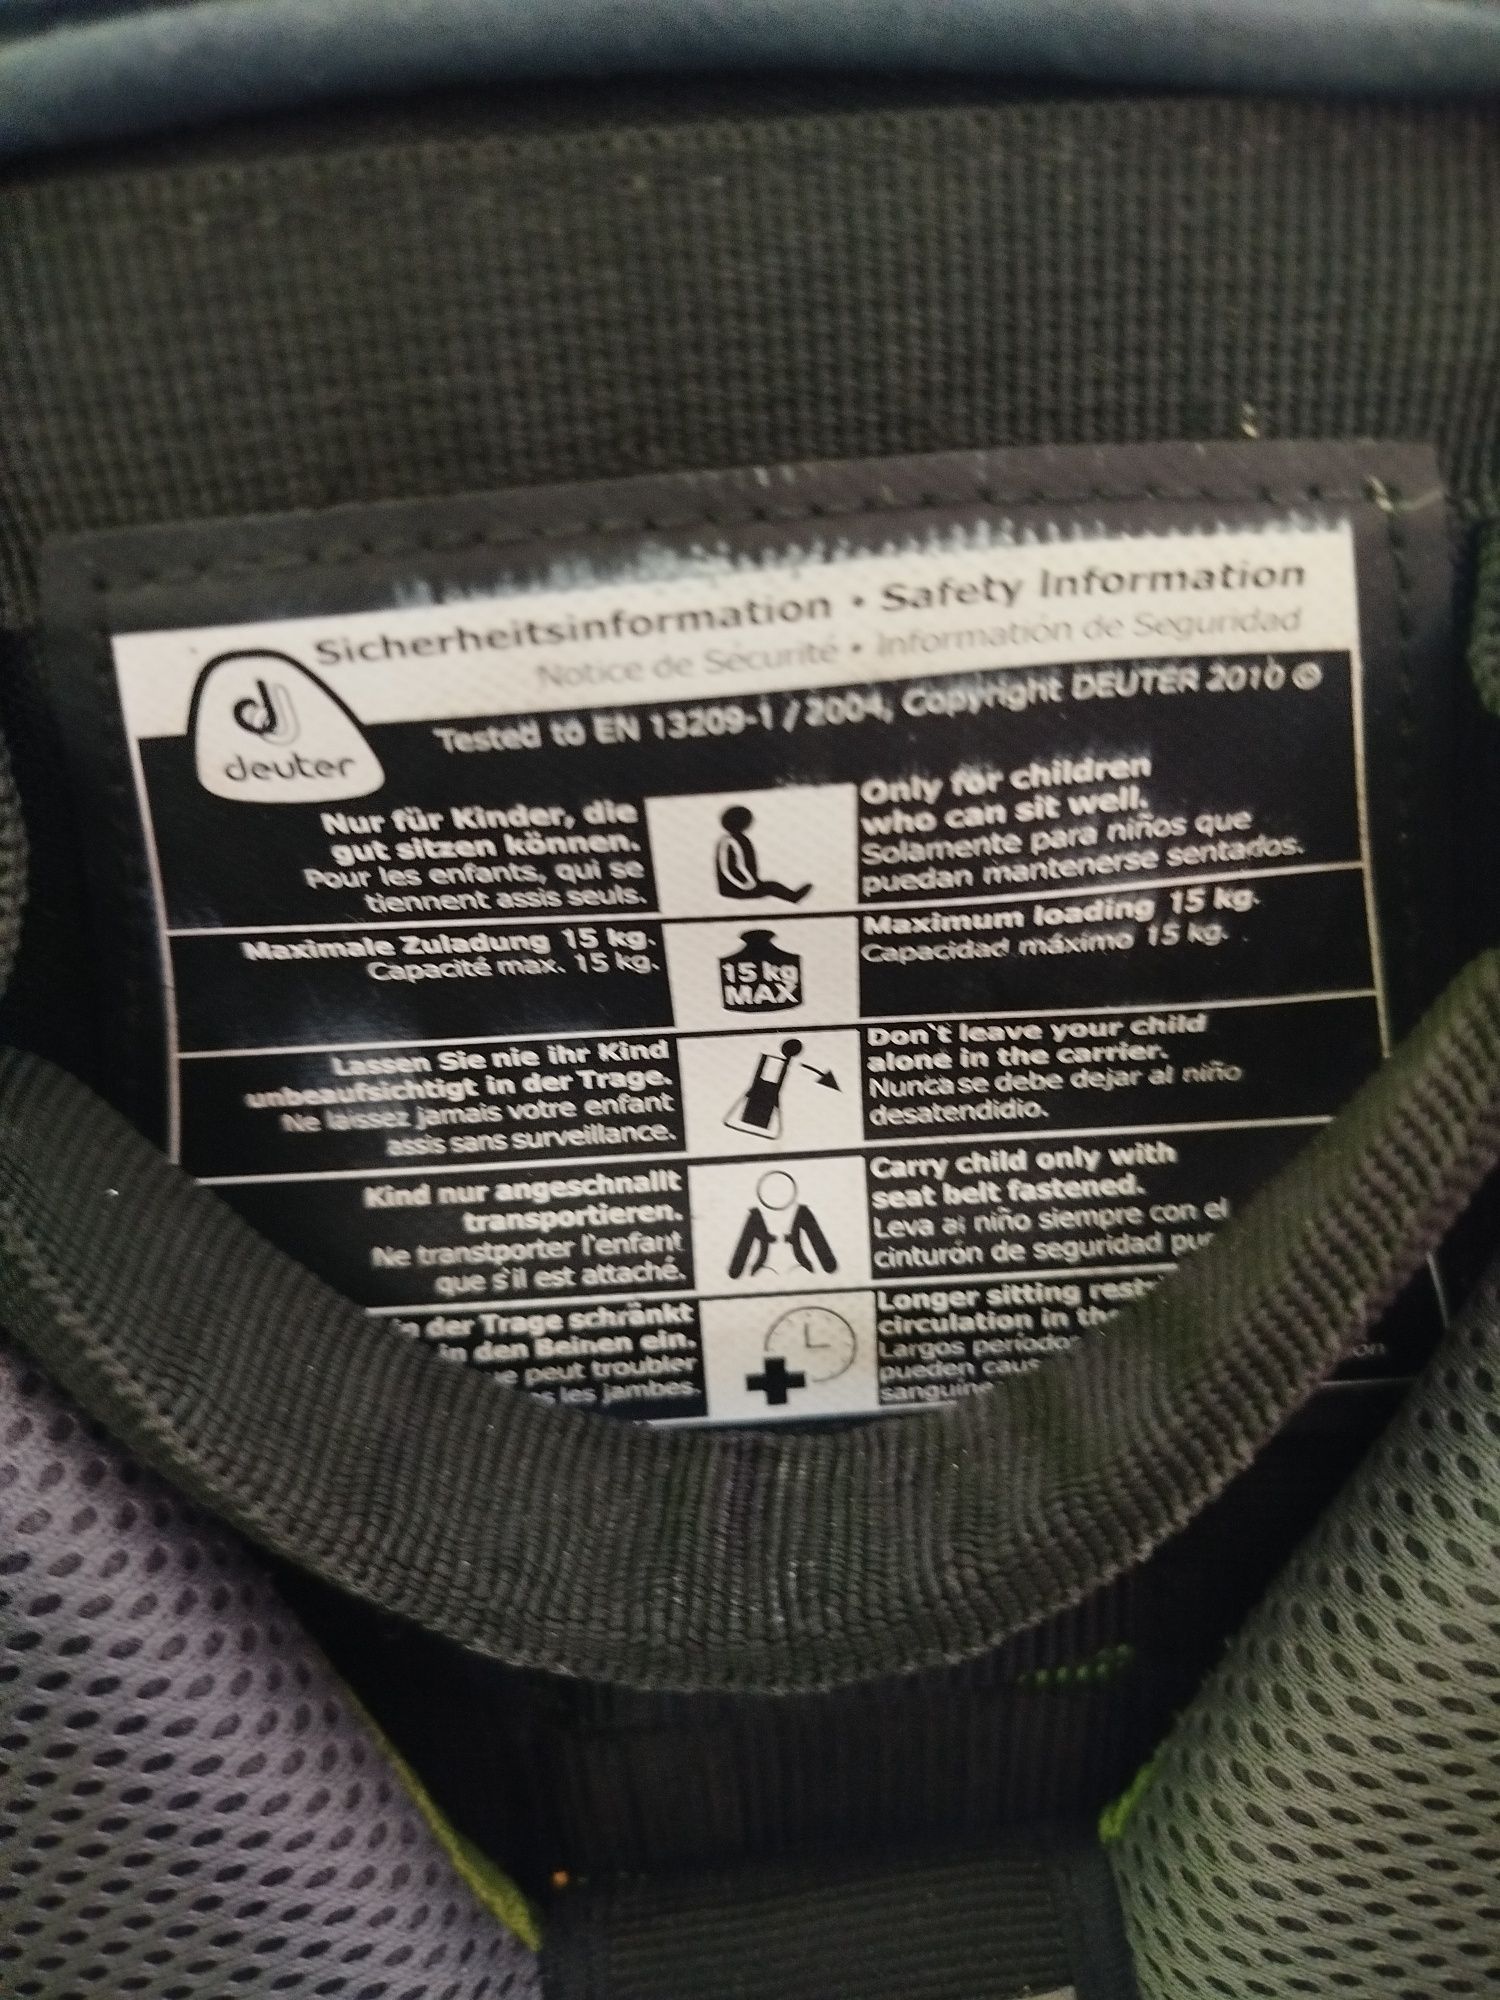 Sicherheitsinformation • Safety Information
Notice de Sécurité • Información de Seguridad
deuter
Tested to EN 13209-1 / 2004, Copyright DEUTER 2010 ©
Nur für Kinder, die
gut sitzen können.
Pour les enfants, qui se
tiennent assis seuls.
Only for children
who can sit well.
Solamente para niños que
puedan mantenerse sentados.
Maximale Zuladung 15 kg.
Capacité max. 15 kg.
15 kg
MAX
Maximum loading 15 kg.
Capacidad máximo 15 kg.
Lassen Sie nie ihr Kind
unbeaufsichtigt in der Trage.
Ne laissez jamais votre enfant
assis sans surveillance.
Don`t leave your child
alone in the carrier.
Nunca se debe dejar al niño
desatendidio.
Kind nur angeschnallt
transportieren.
Ne transtporter l'enfant
que s'il est attaché.
Carry child only with
seat belt fastened.
Leva al niño siempre con el
cinturón de seguridad
in der Trage schränkt
in den Beinen ein.
peut troubler
les jambes.
Longer sitting
circulation in
Largos
pueden